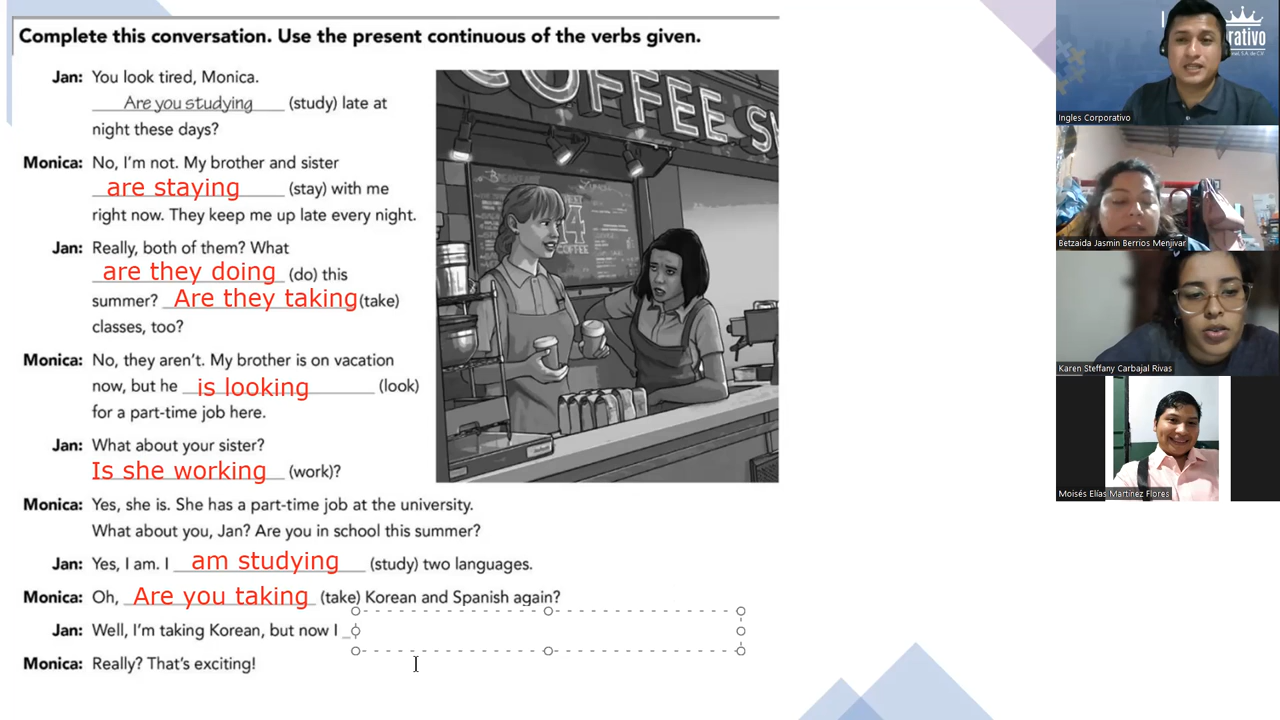 Complete this conversation. Use the present continuous of the verbs given.
Jan: You look tired, Monica.
Are you studying (study) late at
night these days?
Monica: No, I'm not. My brother and sister
are staying (stay) with me
right now. They keep me up late every night.
Jan: Really, both of them? What
are they doing (do) this
summer? Are they taking (take)
classes, too?
Monica: No, they aren't. My brother is on vacation
now, but he is looking (look)
for a part-time job here.
Jan: What about your sister?
Is she working (work)?
Monica: Yes, she is. She has a part-time job at the university.
What about you, Jan? Are you in school this summer?
Jan: Yes, I am. I am studying (study) two languages.
Monica: Oh, Are you taking (take) Korean and Spanish again?
Jan: Well, I'm taking Korean, but now I
Monica: Really? That's exciting!
COFFEE SH
BREAKFAST
4
COFFEE
rativo
Ingles Corporativo
Betzaida Jasmin Berrios Menjivar
Karen Steffany Carbajal Rivas
Moisés Elías Martínez Flores